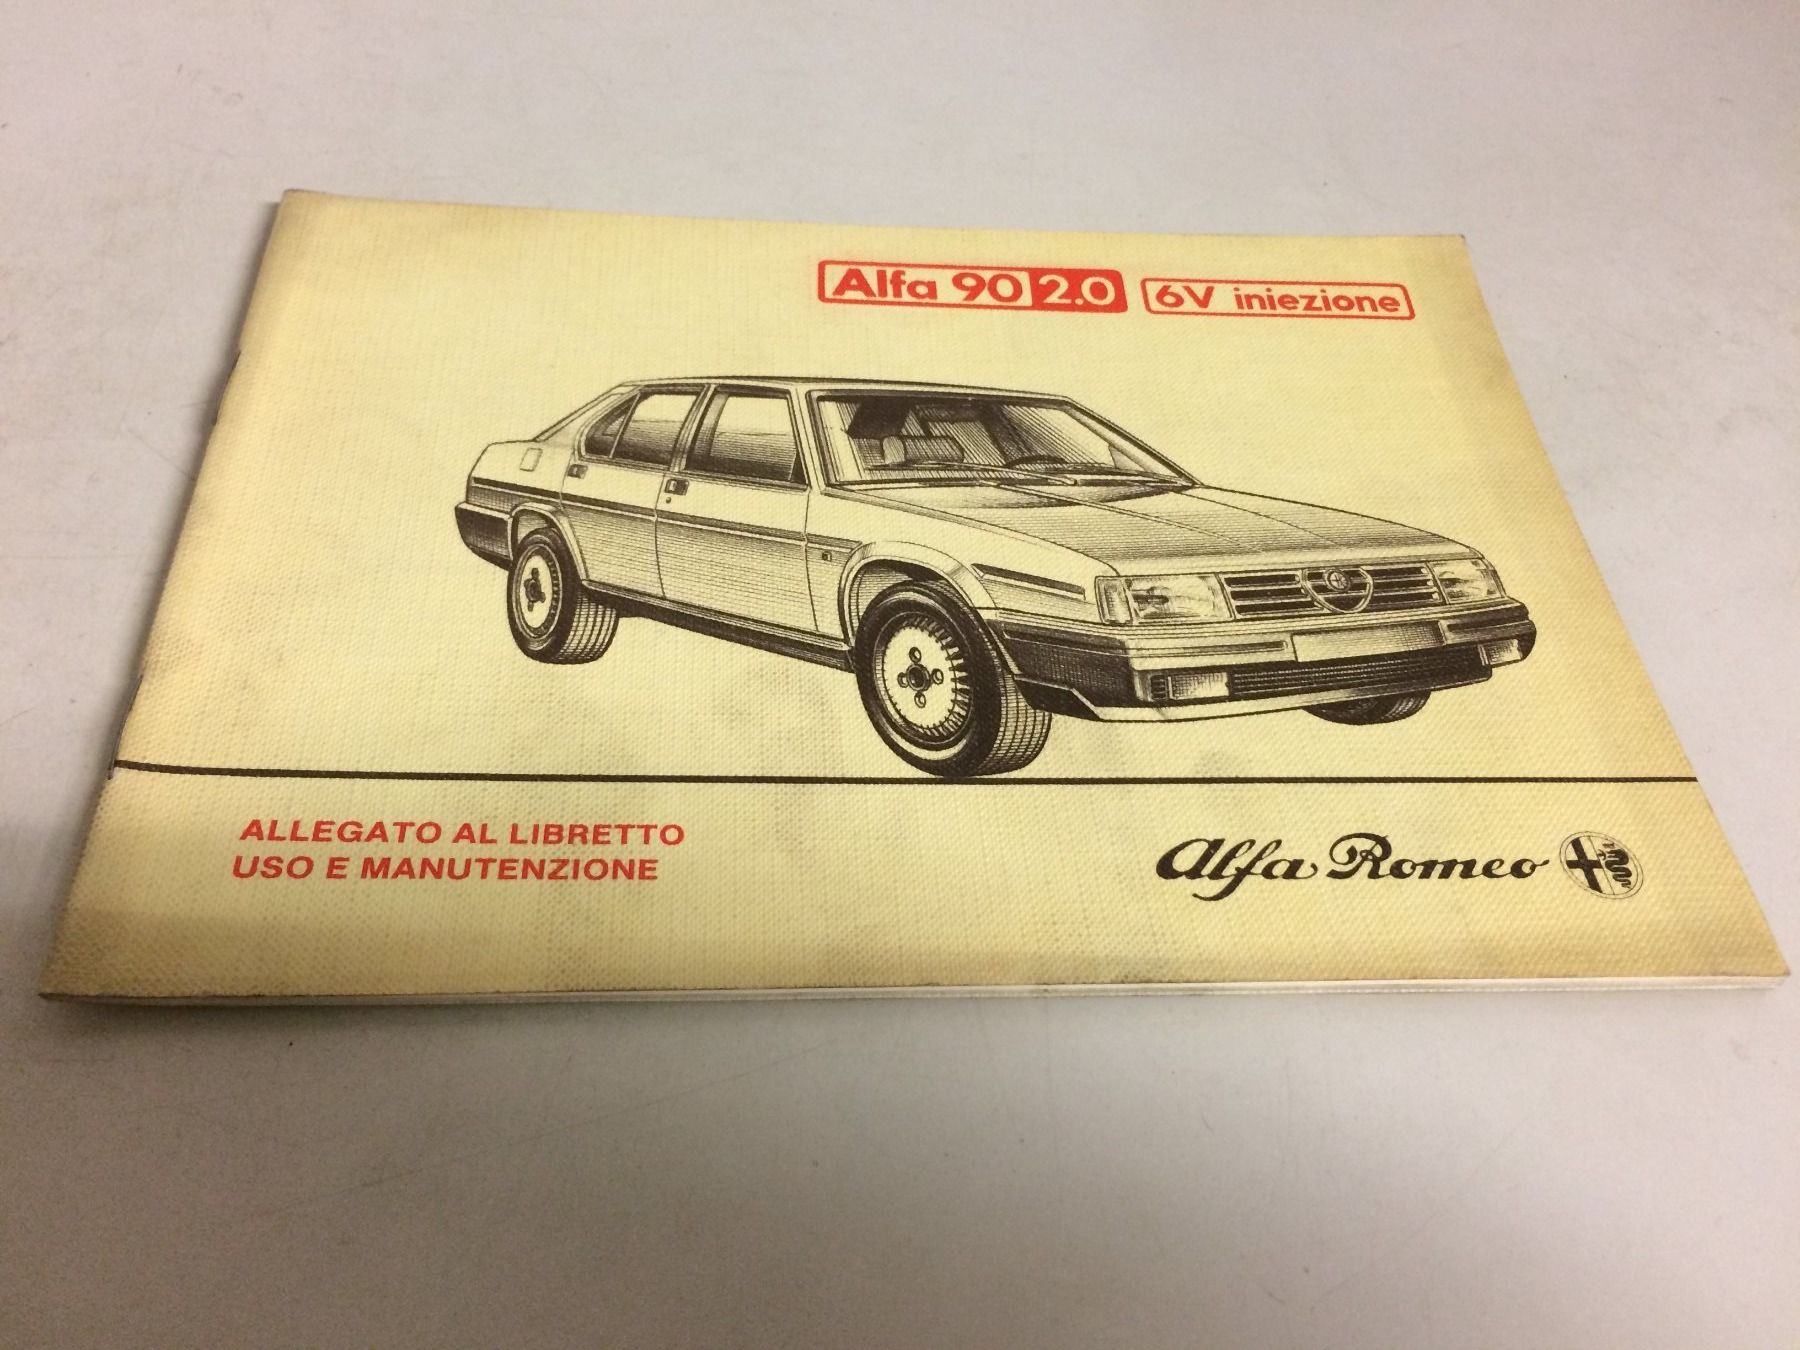 Alfa 90 2.0 6V iniezione
ALLEGATO AL LIBRETTO
USO E MANUTENZIONE
Alfa Romeo